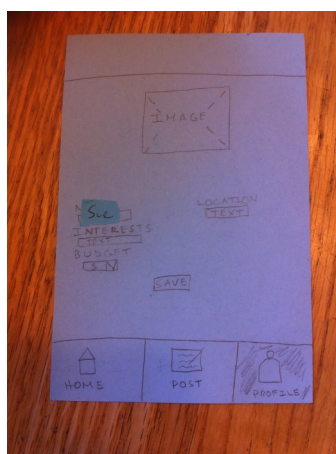 IMAGE
Sue
LOCATION
TEXT
INTERESTS
TEXT
BUDGET
SAVE
HOME
POST
PROFILE